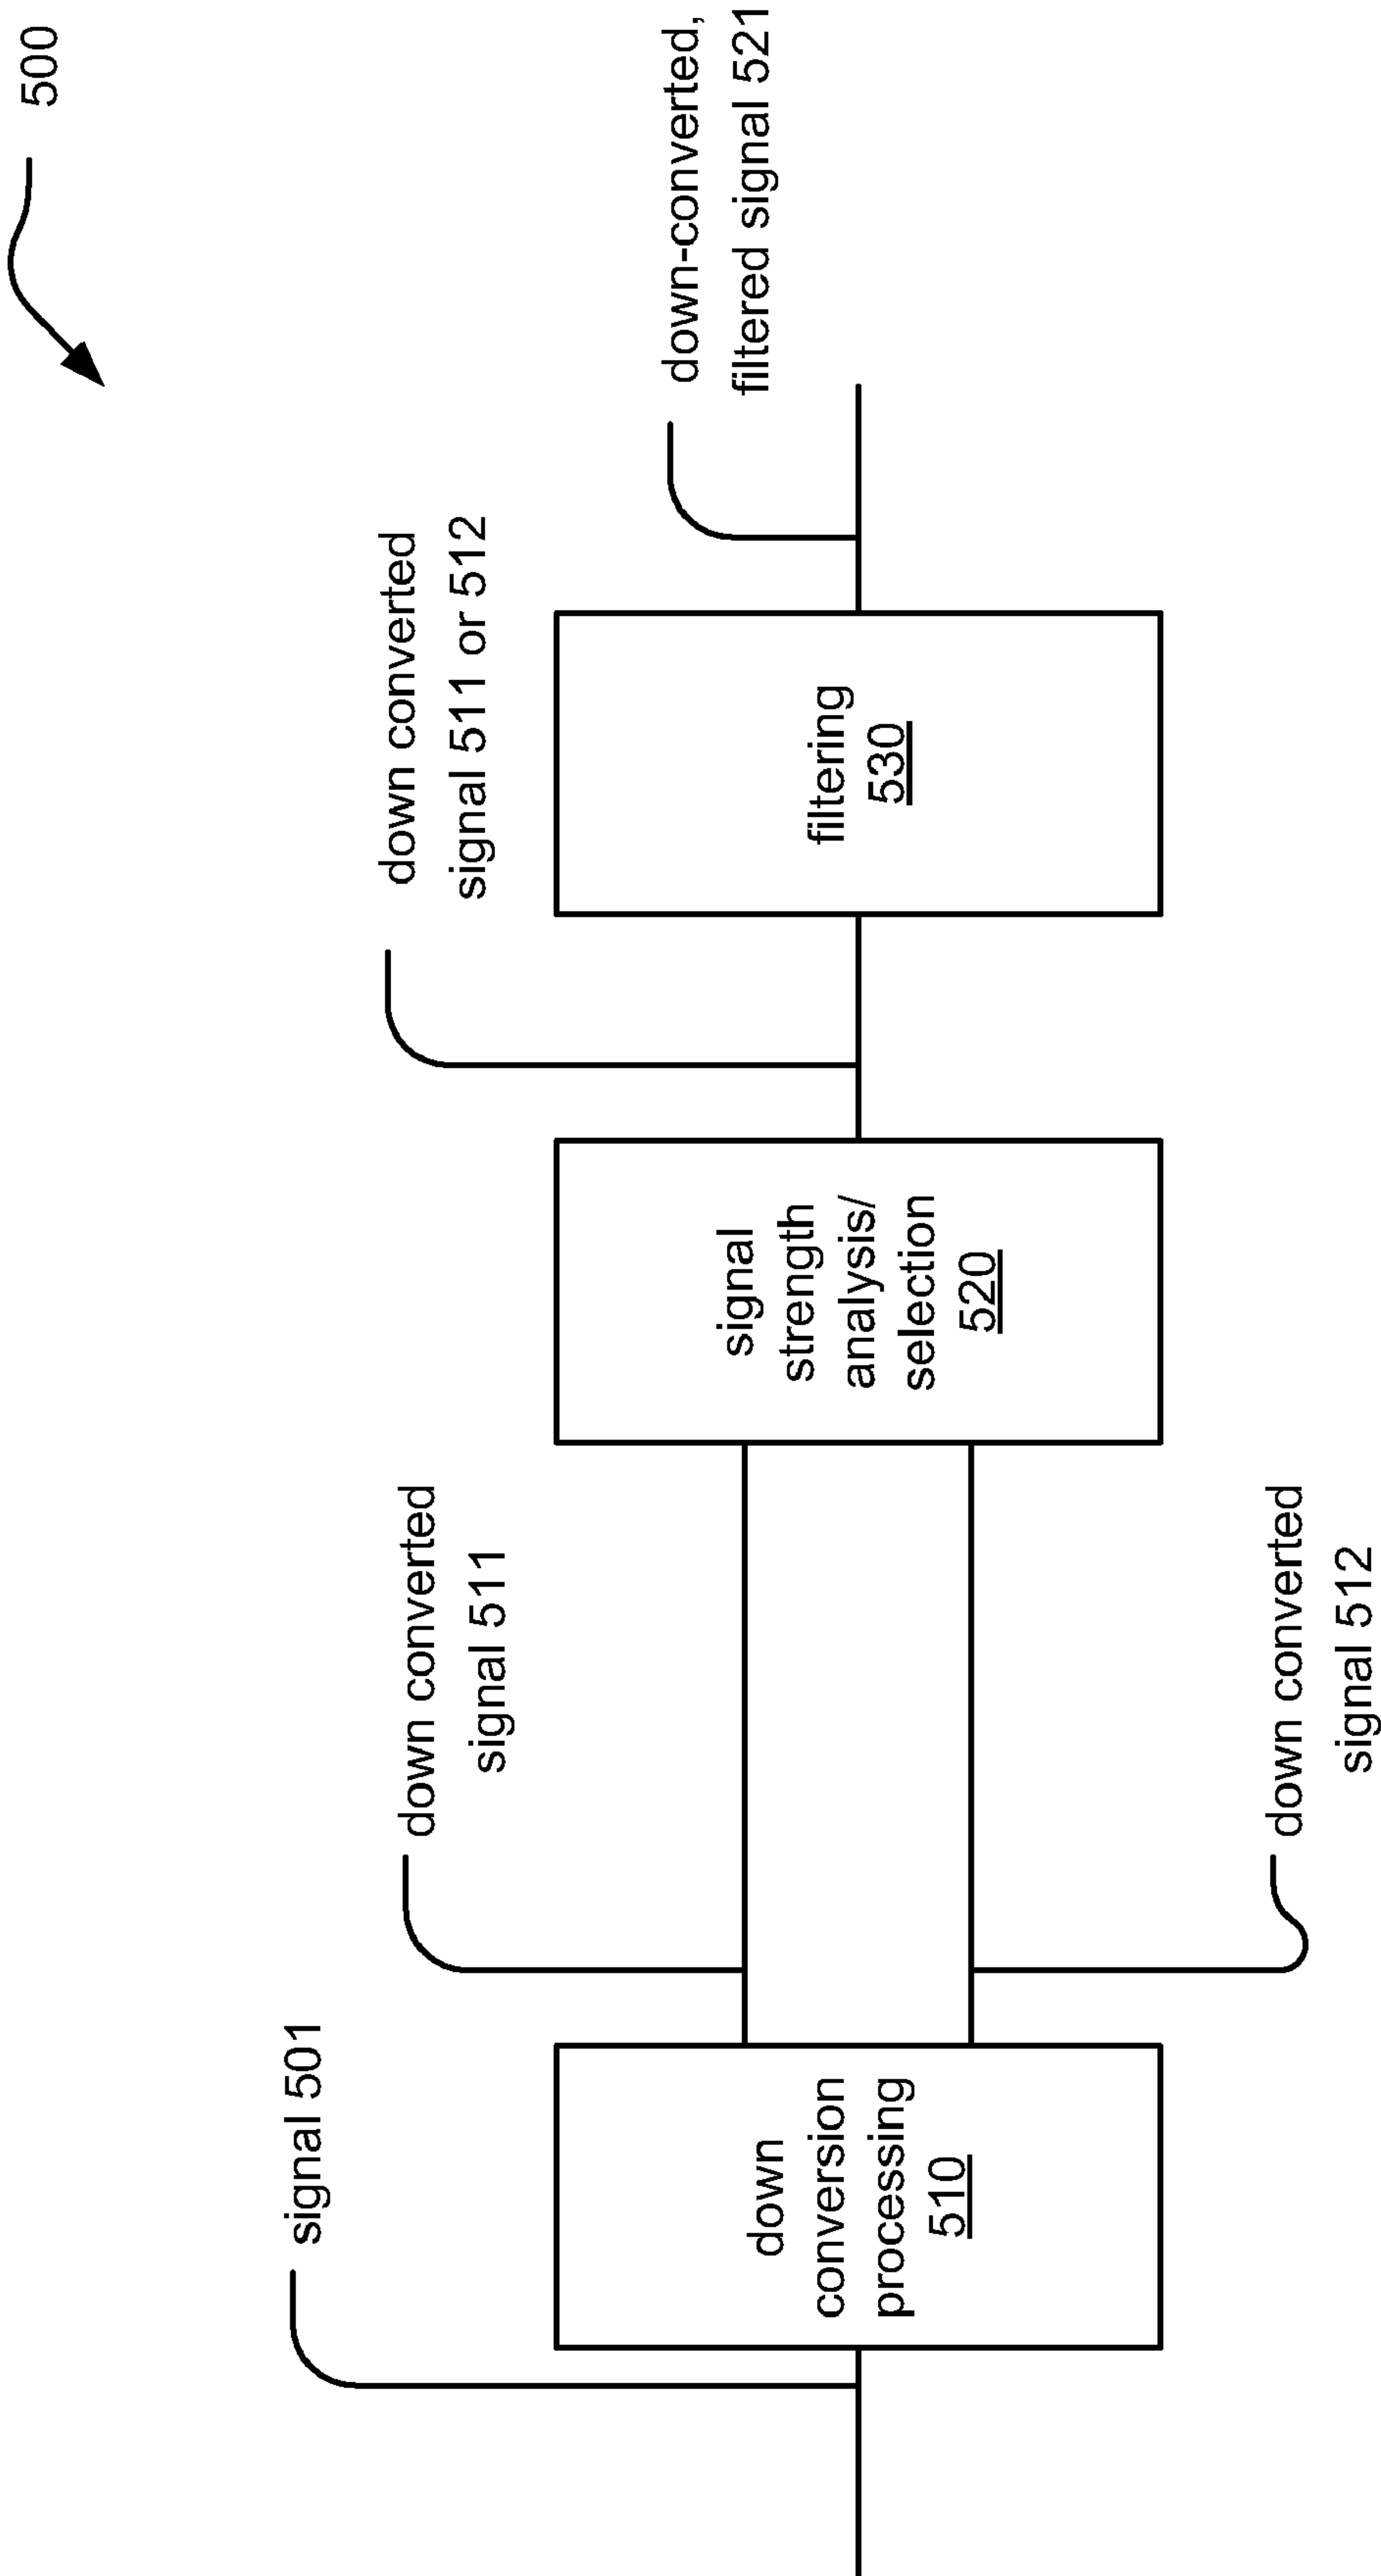 500
signal 501
down converted
signal 511
down converted
signal 511 or 512
down-converted,
filtered signal 521
down
conversion
processing
510
signal
strength
analysis/
selection
520
filtering
530
down converted
signal 512